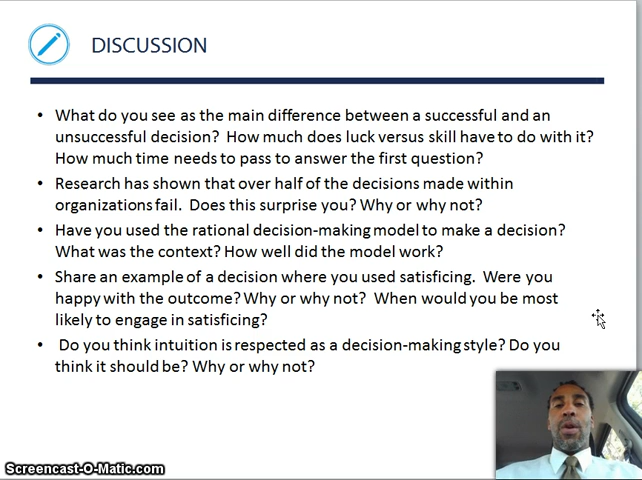 DISCUSSION
• What do you see as the main difference between a successful and an
unsuccessful decision?  How much does luck versus skill have to do with it?
How much time needs to pass to answer the first question?
• Research has shown that over half of the decisions made within
organizations fail.  Does this surprise you? Why or why not?
• Have you used the rational decision-making model to make a decision?
What was the context? How well did the model work?
• Share an example of a decision where you used satisficing.  Were you
happy with the outcome? Why or why not?  When would you be most
likely to engage in satisficing?
• Do you think intuition is respected as a decision-making style? Do you
think it should be? Why or why not?
Screencast-O-Matic.com